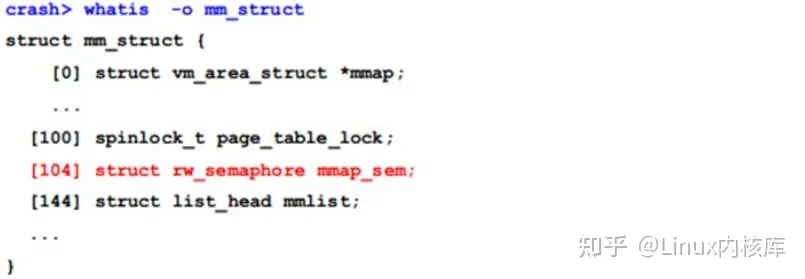 crash> whatis -o mm_struct
struct mm_struct {
[0] struct vm_area_struct *mmap;
...
[100] spinlock_t page_table_lock;
[104] struct rw_semaphore mmap_sem;
[144] struct list_head mmlist;
...
}
知乎 @Linux内核库